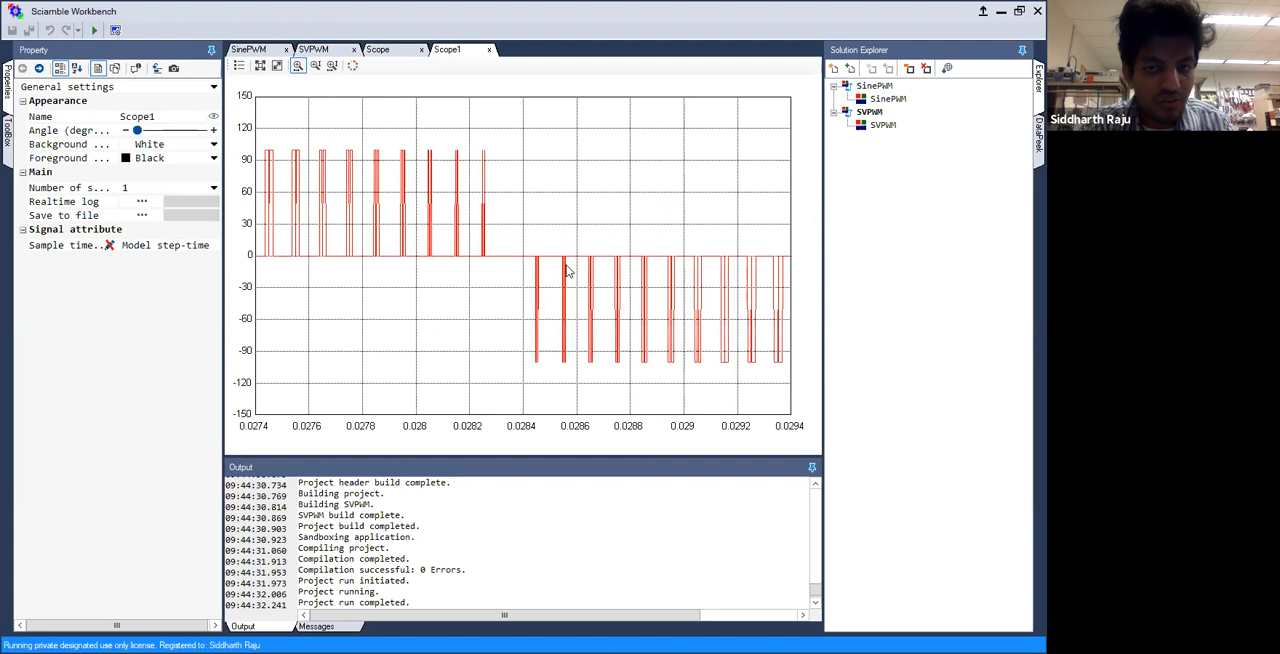 Sciamble Workbench
Property
SinePWM x
SVPWM x
Scope x
Scope1 x
Solution Explorer
Properties
ToolBox
General settings
Appearance
Name Scope1
Angle (degr... - +
Background ... White
Foreground ... Black
Main
Number of s... 1
Realtime log ...
Save to file ...
Signal attribute
Sample time... Model step-time
150
120
90
60
30
0
-30
-60
-90
-120
-150
0.0274 0.0276 0.0278 0.028 0.0282 0.0284 0.0286 0.0288 0.029 0.0292 0.0294
SinePWM
SinePWM
SVPWM
SVPWM
Explorer
DataPeek
Siddharth Raju
Output
09:44:30.734 Project header build complete.
09:44:30.769 Building project.
09:44:30.814 Building SVPWM.
09:44:30.869 SVPWM build complete.
09:44:30.903 Project build completed.
09:44:30.923 Sandboxing application.
09:44:31.060 Compiling project.
09:44:31.913 Compilation completed.
09:44:31.953 Compilation successful: 0 Errors.
09:44:31.973 Project run initiated.
09:44:32.006 Project running.
09:44:32.241 Project run completed.
Output Messages
Running private designated use only license. Registered to: Siddharth Raju